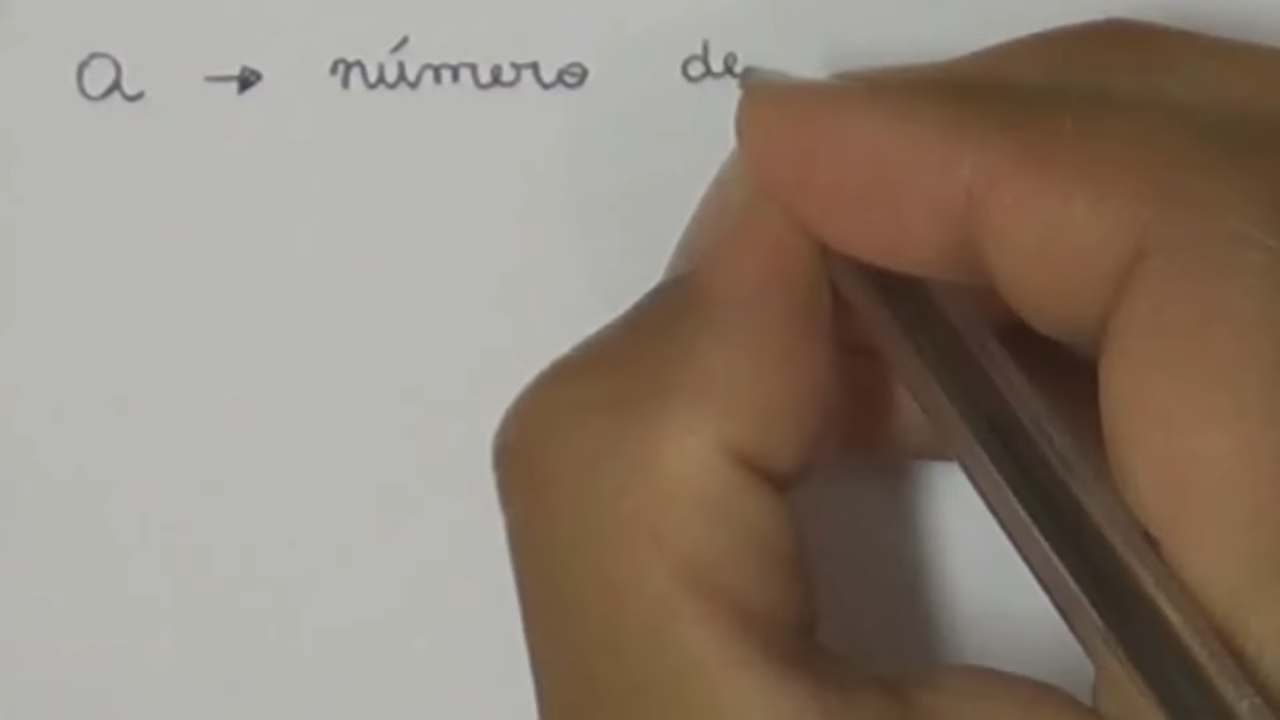 a → número de